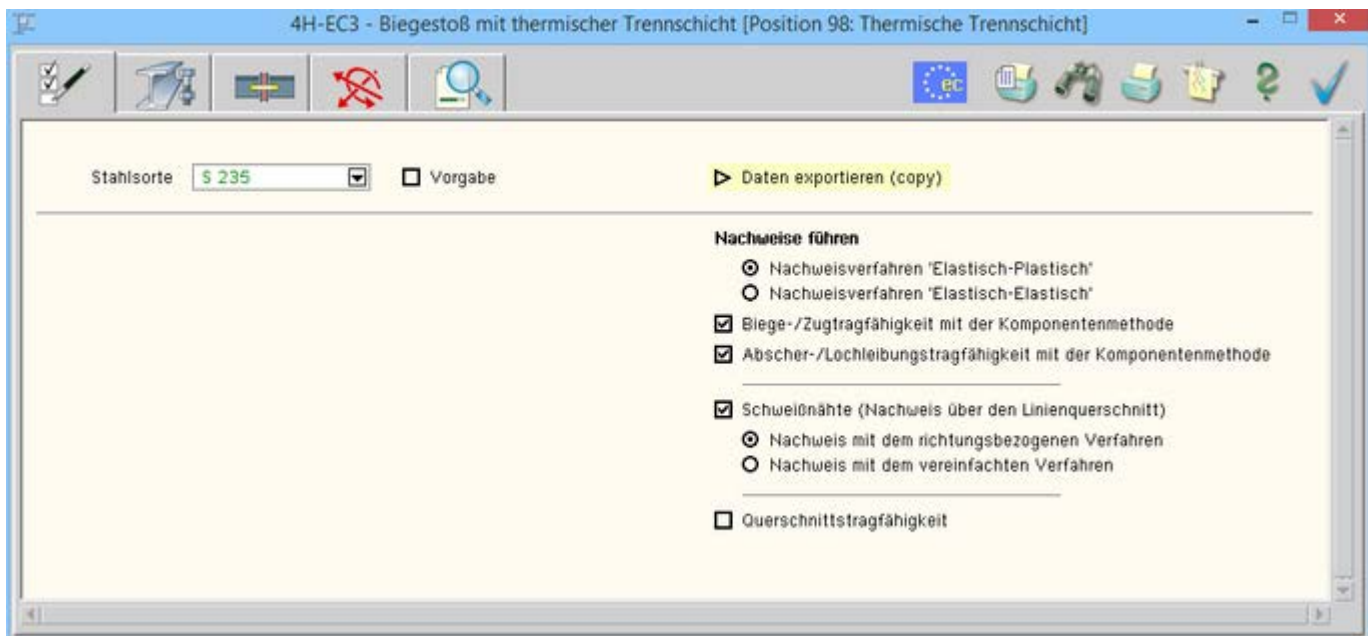 4H-EC3 - Biegestoß mit thermischer Trennschicht [Position 98: Thermische Trennschicht]
ec
Stahlsorte S 235 Vorgabe Daten exportieren (copy)
Nachweise führen
Nachweisverfahren "Elastisch-Plastisch"
Nachweisverfahren "Elastisch-Elastisch"
Biege-/Zugtragfähigkeit mit der Komponentenmethode
Abscher-/Lochleibungstragfähigkeit mit der Komponentenmethode
Schweißnähte (Nachweis über den Linienquerschnitt)
Nachweis mit dem richtungsbezogenen Verfahren
Nachweis mit dem vereinfachten Verfahren
Querschnittstragfähigkeit